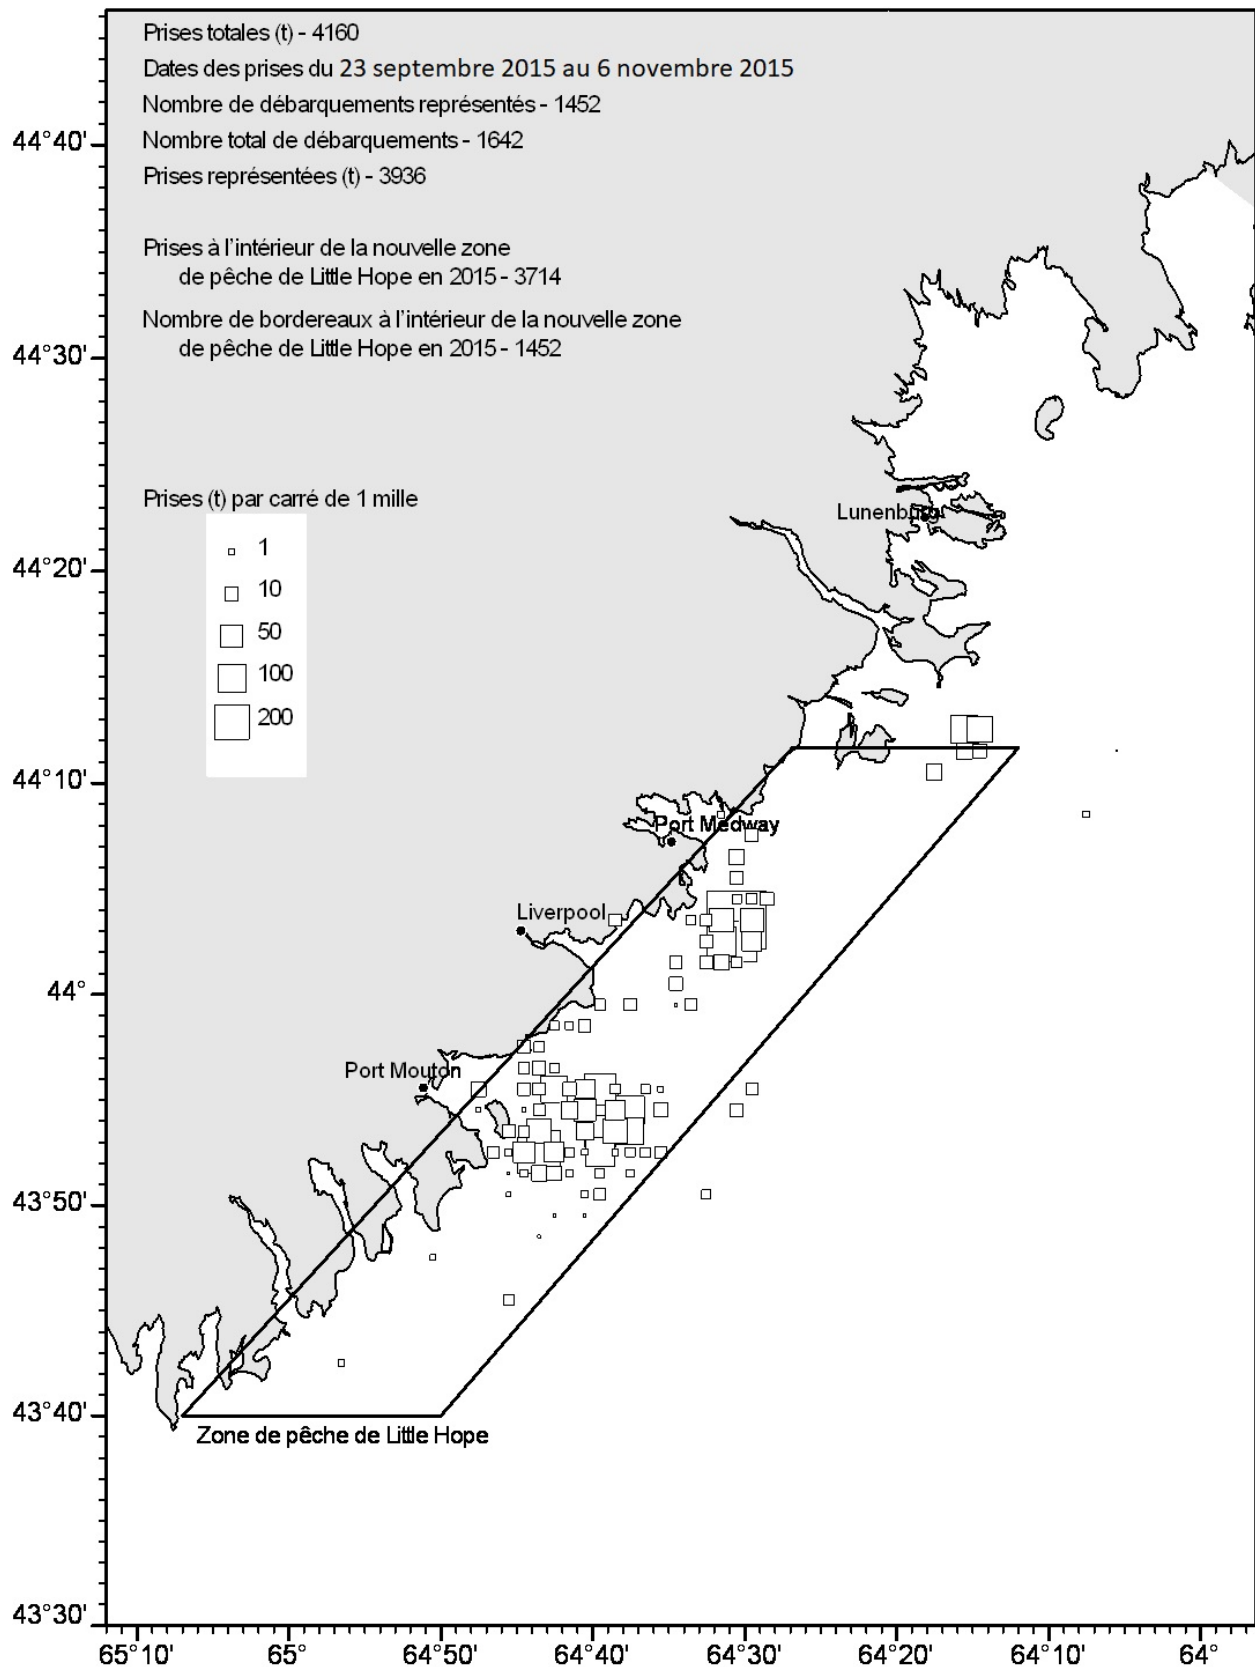 Prises totales (t) - 4160
Dates des prises du 23 septembre 2015 au 6 novembre 2015
Nombre de débarquements représentés - 1452
Nombre total de débarquements - 1642
Prises représentées (t) - 3936
Prises à l'intérieur de la nouvelle zone
de pêche de Little Hope en 2015 - 3714
Nombre de bordereaux à l'intérieur de la nouvelle zone
de pêche de Little Hope en 2015 - 1452
Prises (t) par carré de 1 mille
1
10
50
100
200
Lunenburg
Port Medway
Liverpool
Port Mouton
Zone de pêche de Little Hope
44°40'
44°30'
44°20'
44°10'
44°
43°50'
43°40'
43°30'
65°10' 65° 64°50' 64°40' 64°30' 64°20' 64°10' 64°